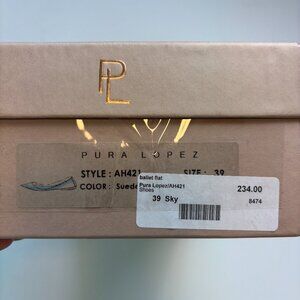 PL
PURA LOPEZ
STYLE : AH421 SIZE : 39
COLOR : Suede
ballet flat
Pura Lopez/AH421
Shoes
234.00
39 Sky
8474